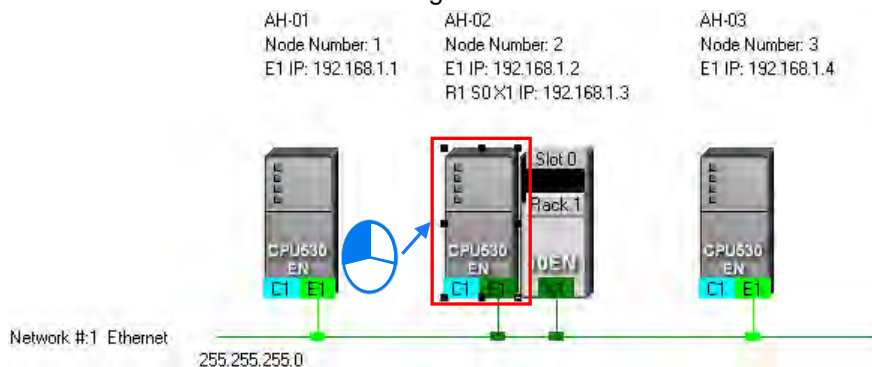 AH-01
Node Number: 1
E1 IP: 192.168.1.1
AH-02
Node Number: 2
E1 IP: 192.168.1.2
R1 S0 X1 IP: 192.168.1.3
AH-03
Node Number: 3
E1 IP: 192.168.1.4
CPU530
EN
C1 E1
CPU530
EN
C1 E1
Slot 0
Rack 1
0EN
X1
CPU530
EN
C1 E1
Network #:1 Ethernet
255.255.255.0